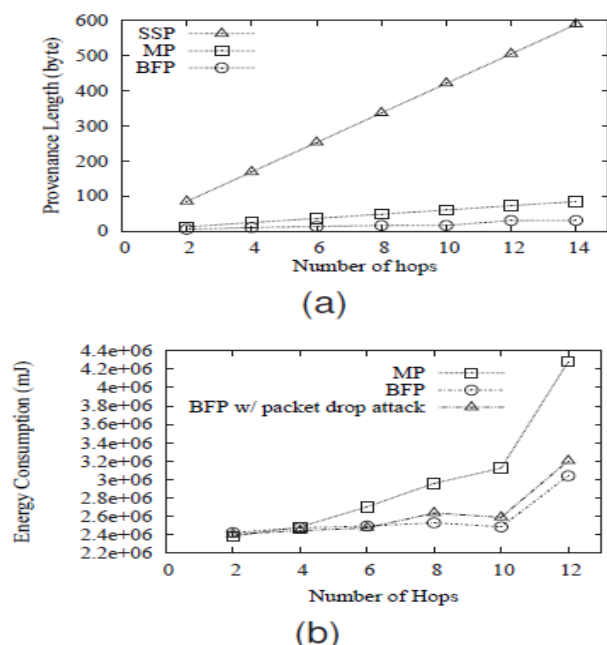 600
500
400
300
200
100
0
Provenance Length (byte)
SSP
MP
BFP
0 2 4 6 8 10 12 14
Number of hops
(a)
4.4e+06
4.2e+06
4e+06
3.8e+06
3.6e+06
3.4e+06
3.2e+06
3e+06
2.8e+06
2.6e+06
2.4e+06
2.2e+06
Energy Consumption (mJ)
MP
BFP
BFP w/ packet drop attack
0 2 4 6 8 10 12
Number of Hops
(b)